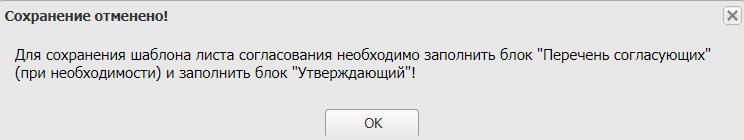 Сохранение отменено!
Для сохранения шаблона листа согласования необходимо заполнить блок "Перечень согласующих"
(при необходимости) и заполнить блок "Утверждающий"!
OK